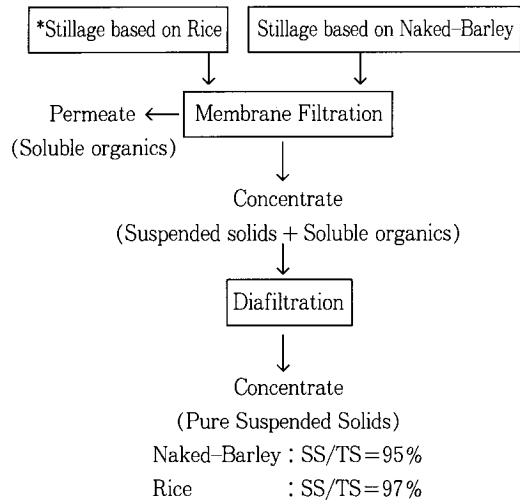 *Stillage based on Rice
Stillage based on Naked-Barley
Permeate
(Soluble organics)
Membrane Filtration
Concentrate
(Suspended solids + Soluble organics)
Diafiltration
Concentrate
(Pure Suspended Solids)
Naked-Barley : SS/TS=95%
Rice : SS/TS=97%